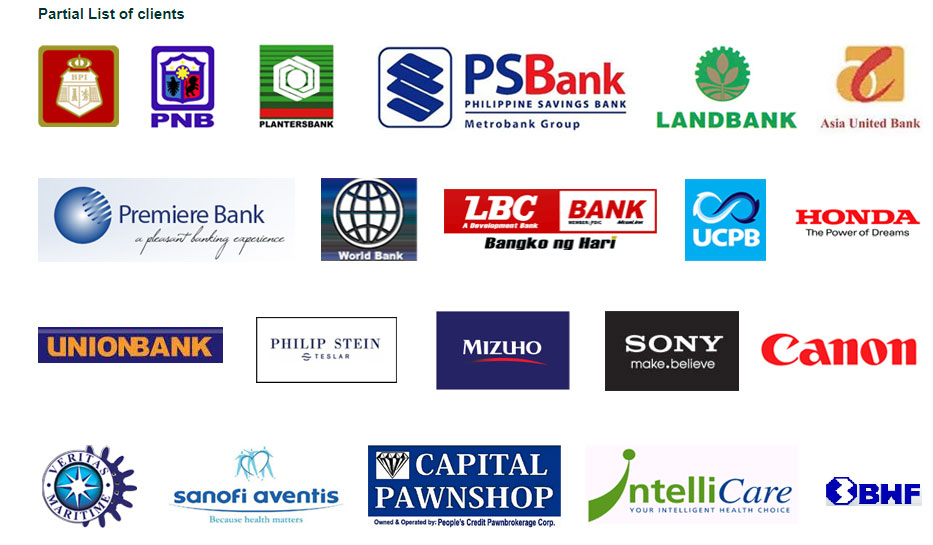 Partial List of clients
BPI
PNB
PLANTERSBANK
PSBank
PHILIPPINE SAVINGS BANK
Metrobank Group
LANDBANK
Asia United Bank
Premiere Bank
a pleasant banking experience
World Bank
LBC
A Development Bank
BANK
MEMBER: PDIC
Bangko ng Hari
UCPB
HONDA
The Power of Dreams
UNIONBANK
PHILIP STEIN
TESLAR
MIZUHO
SONY
make.believe
Canon
VERITAS
MARITIME
sanofi aventis
Because health matters
CAPITAL
PAWNSHOP
Owned & Operated by: People's Credit Pawnbrokerage Corp.
intelliCare
YOUR INTELLIGENT HEALTH CHOICE
BWF